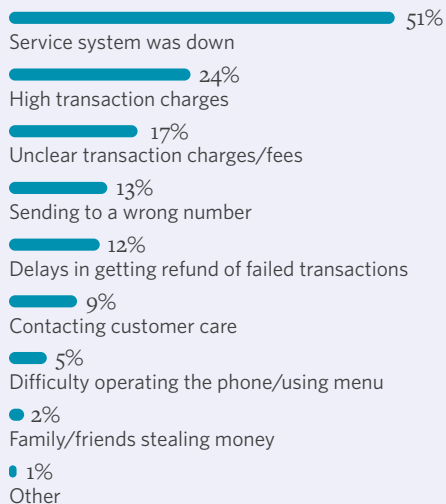 51%
Service system was down
24%
High transaction charges
17%
Unclear transaction charges/fees
13%
Sending to a wrong number
12%
Delays in getting refund of failed transactions
9%
Contacting customer care
5%
Difficulty operating the phone/using menu
2%
Family/friends stealing money
1%
Other